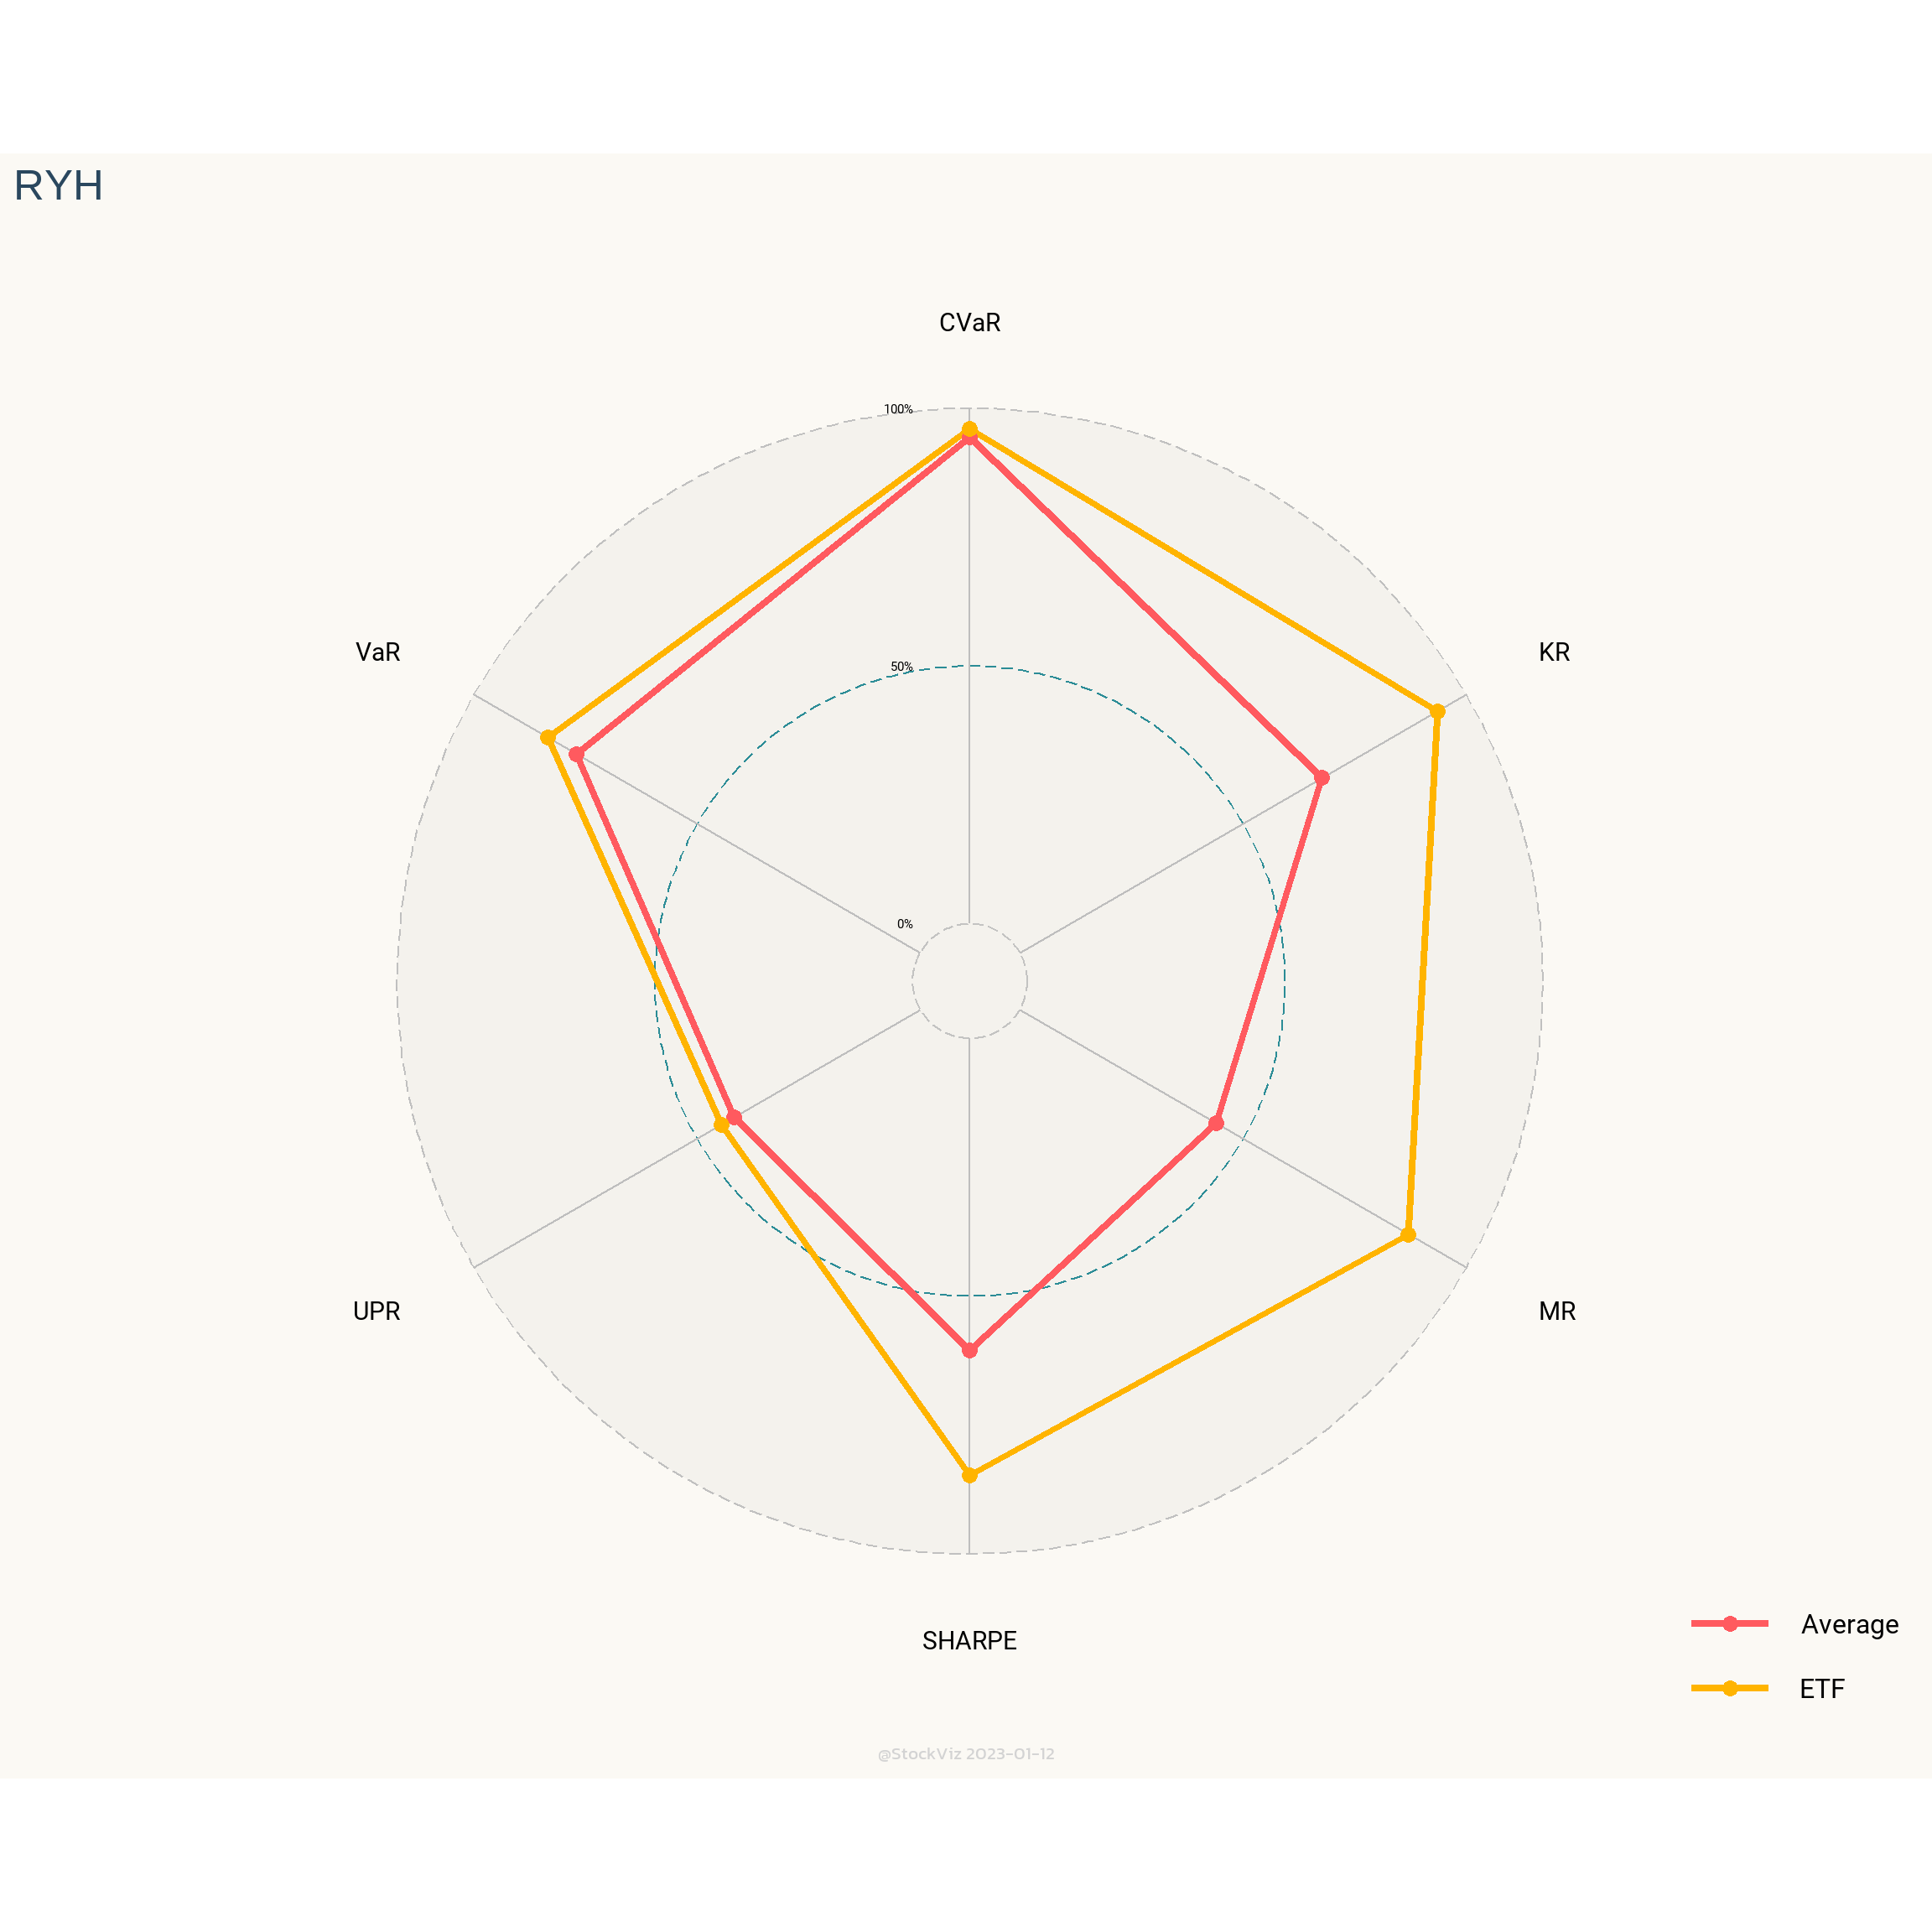 RYH
CVaR
100%
VaR
KR
50%
0%
UPR
MR
SHARPE
Average
ETF
@StockViz 2023-01-12